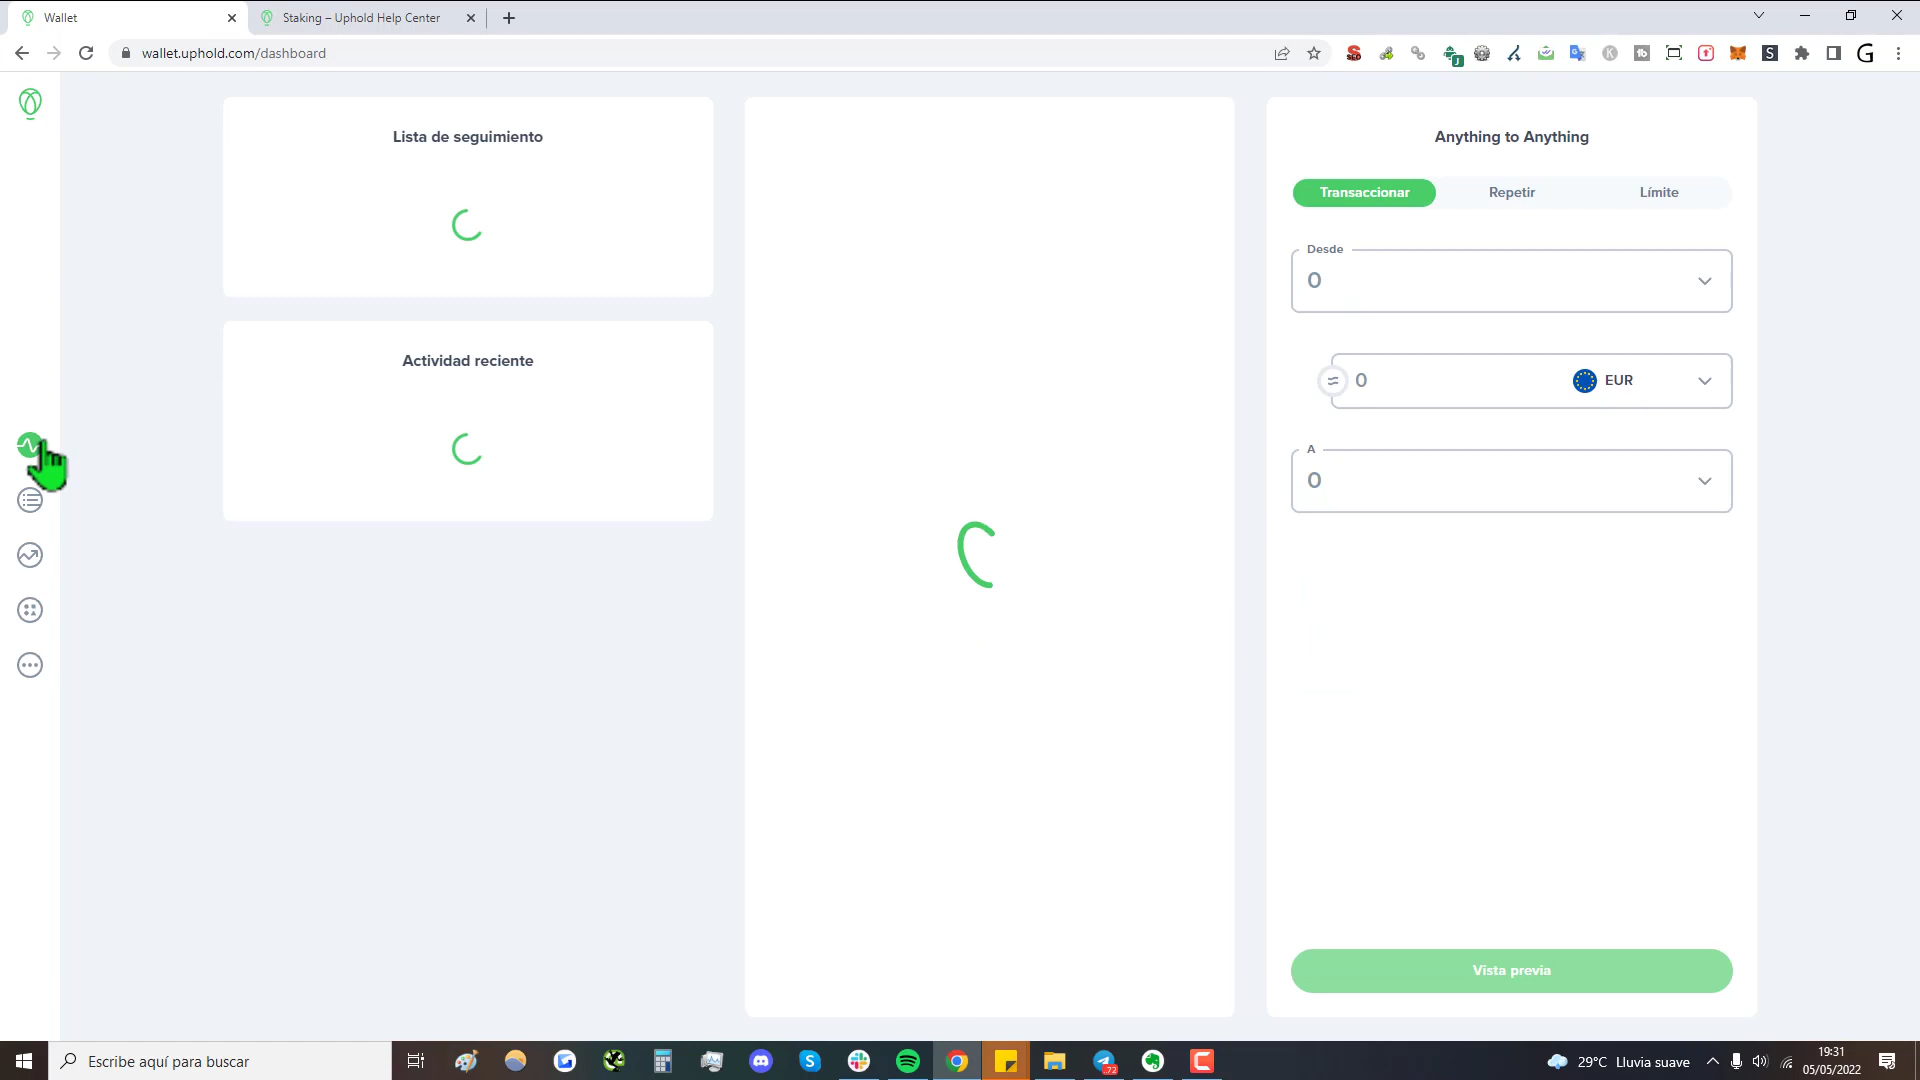 Wallet
Staking – Uphold Help Center
wallet.uphold.com/dashboard
Lista de seguimiento
Actividad reciente
Anything to Anything
Transaccionar
Repetir
Límite
Desde
0
0
EUR
A
0
Vista previa
Escribe aquí para buscar
72
29°C Lluvia suave
19:31
05/05/2022